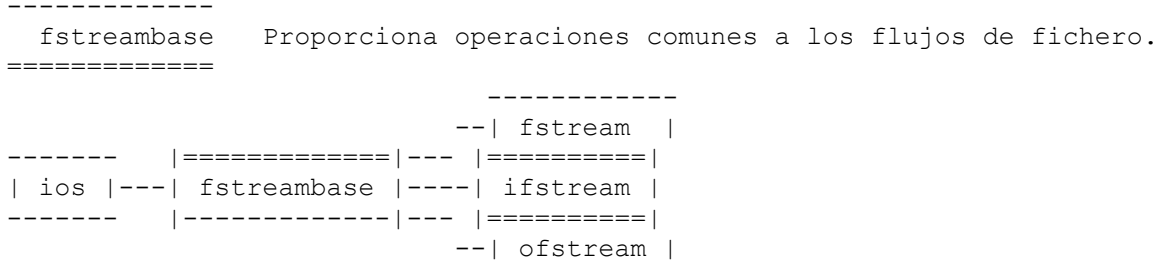 -------------
  fstreambase   Proporciona operaciones comunes a los flujos de fichero.
=============
                              ------------
                            --| fstream  |
-------   |=============|--- |==========|
| ios |---| fstreambase |----| ifstream |
-------   |-------------|--- |==========|
                            --| ofstream |